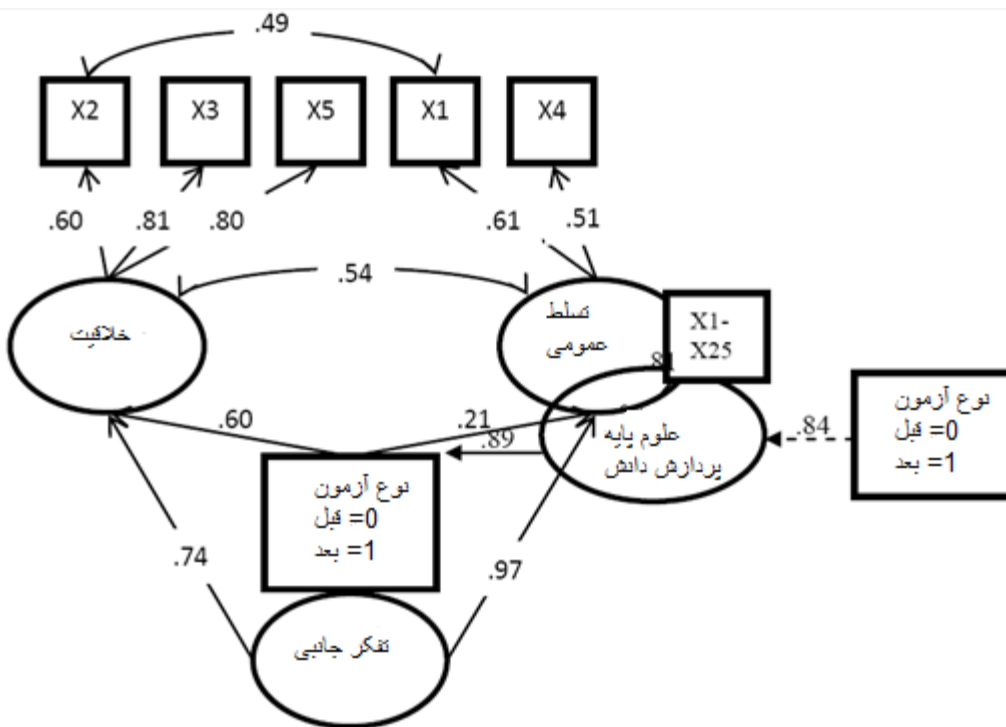 .49
X2 X3 X5 X1 X4
.60 .81 .80 .61 .51
.54
خلاقیت
تسلط
عمومی
X1-
X25
.81
علوم پایه
پردازش دانش
.84
نوع آزمون
0= قبل
1= بعد
.60 .21 .89
نوع آزمون
0= قبل
1= بعد
.74 .97
تفکر جانبی